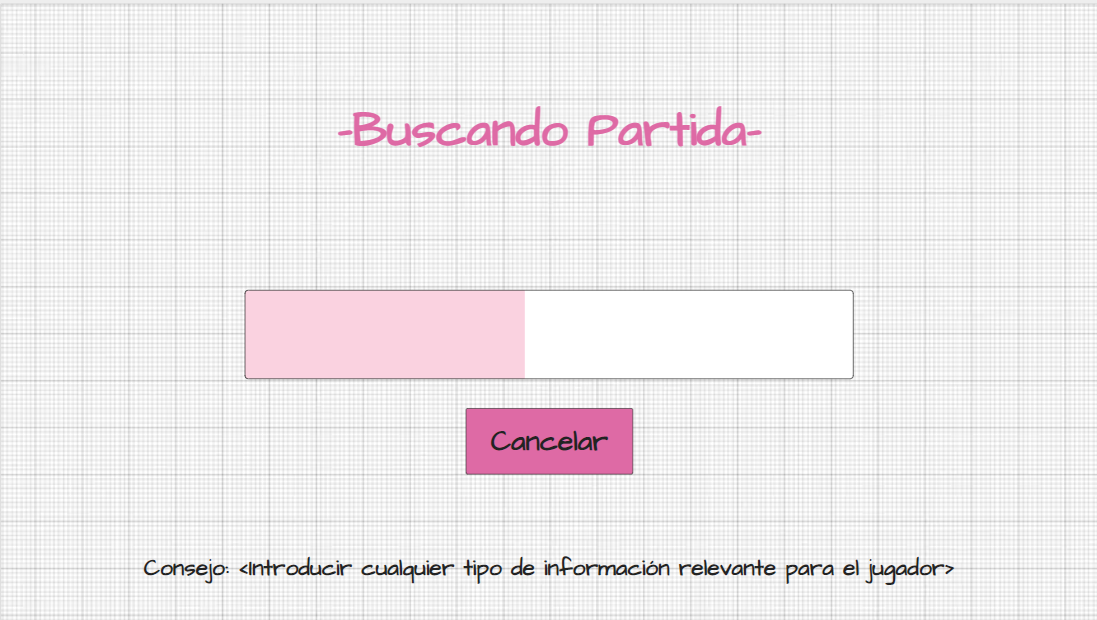 -Buscando Partida-
Cancelar
Consejo: <Introducir cualquier tipo de información relevante para el jugador>